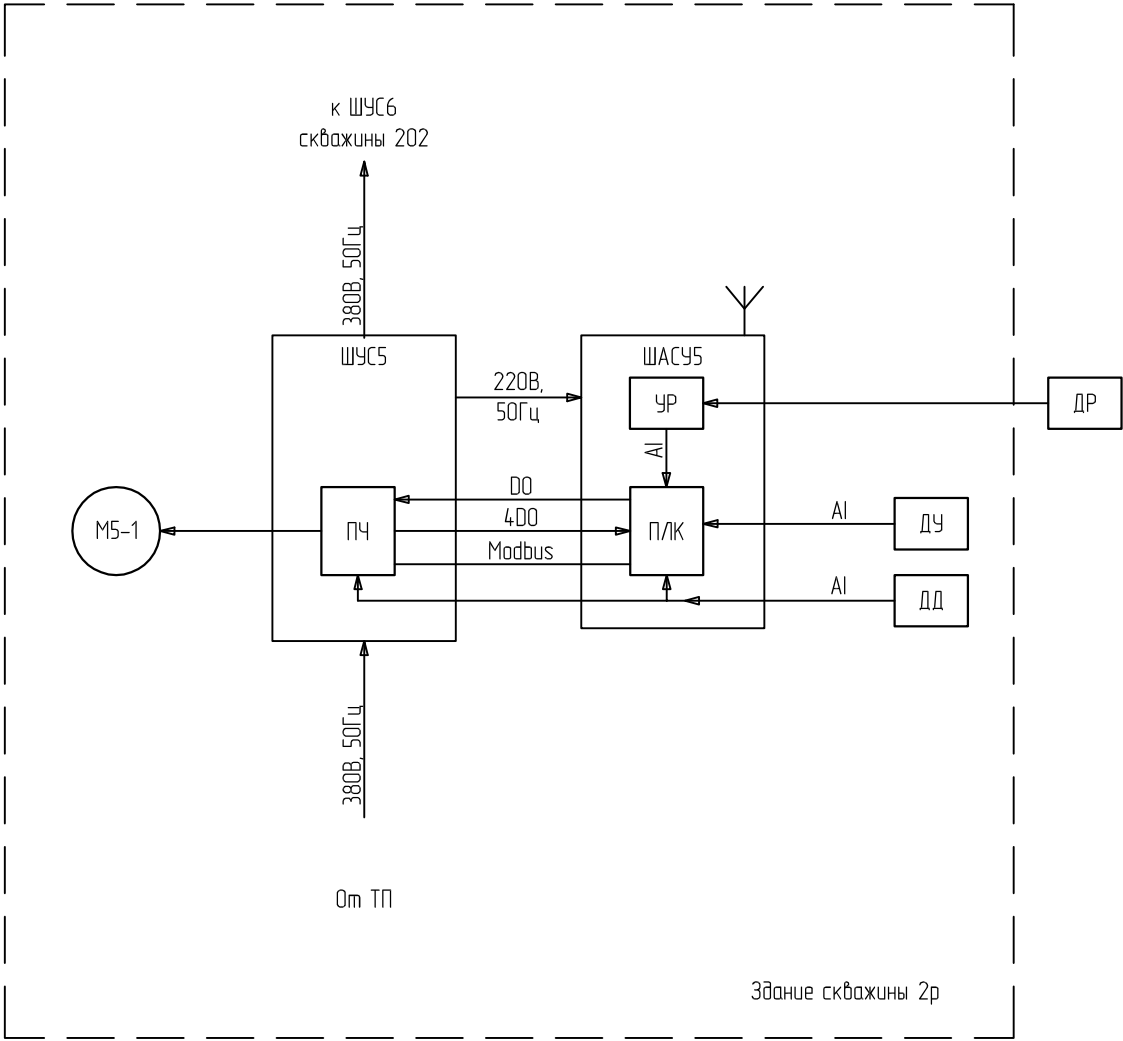 к ШУС6
скважины 202
380В, 50Гц
ШУС5
ШАСУ5
220В,
50Гц
УР
ДР
AI
DO
4DO
Modbus
М5-1
ПЧ
ПЛК
AI
ДУ
AI
ДД
380В, 50Гц
От ТП
Здание скважины 2р